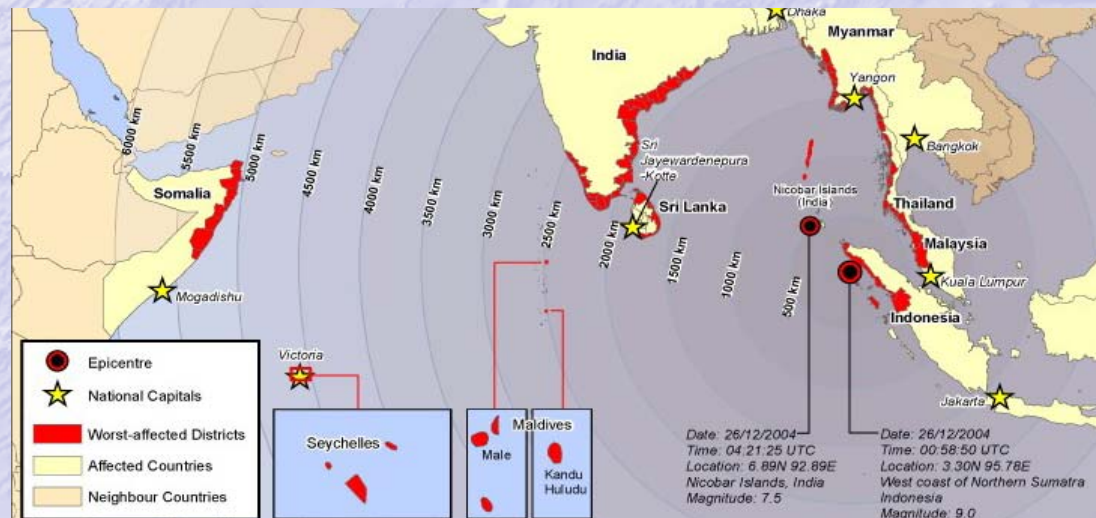 Dhaka
Myanmar
India
Yangon
6000 km
5500 km
5000 km
4500 km
4000 km
3500 km
3000 km
2500 km
2000 km
1500 km
1000 km
500 km
Sri
Jayewardenepura
-Kotte
Bangkok
Nicobar Islands
(India)
Somalia
Sri Lanka
Thailand
Malaysia
Mogadishu
Kuala Lumpur
Indonesia
Victoria
Jakarta
Epicentre
National Capitals
Worst-affected Districts
Affected Countries
Neighbour Countries
Seychelles
Maldives
Male
Kandu
Huludu
Date: 26/12/2004
Time: 04:21:25 UTC
Location: 6.89N 92.89E
Nicobar Islands, India
Magnitude: 7.5
Date: 26/12/2004
Time: 00:58:50 UTC
Location: 3.30N 95.78E
West coast of Northern Sumatra
Indonesia
Magnitude: 9.0